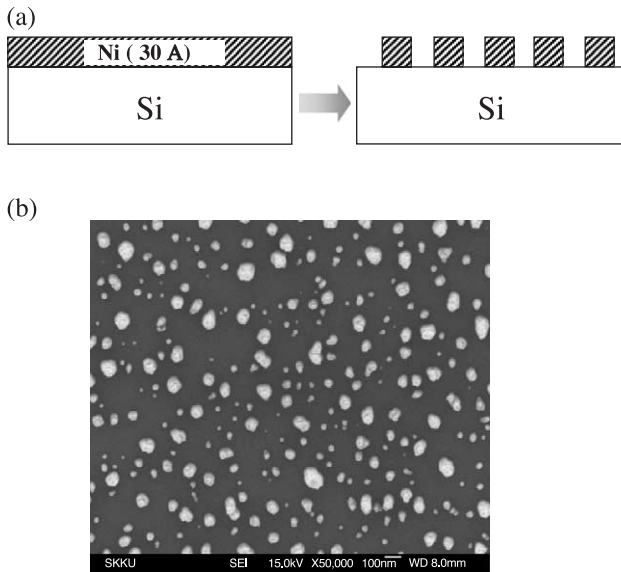 (a)
Ni ( 30 A)
Si
Si
(b)
SKKU SEI 15.0kV X50,000 100nm WD 8.0mm